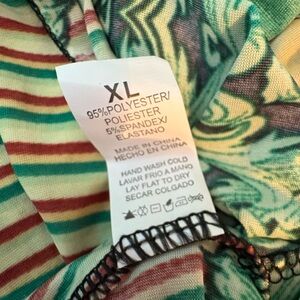 XL
95%POLYESTER/
POLIESTER
5%SPANDEX/
ELASTANO
MADE IN CHINA
HECHO EN CHINA
HAND WASH COLD
LAVAR FRIO A MANO
LAY FLAT TO DRY
SECAR COLGADO